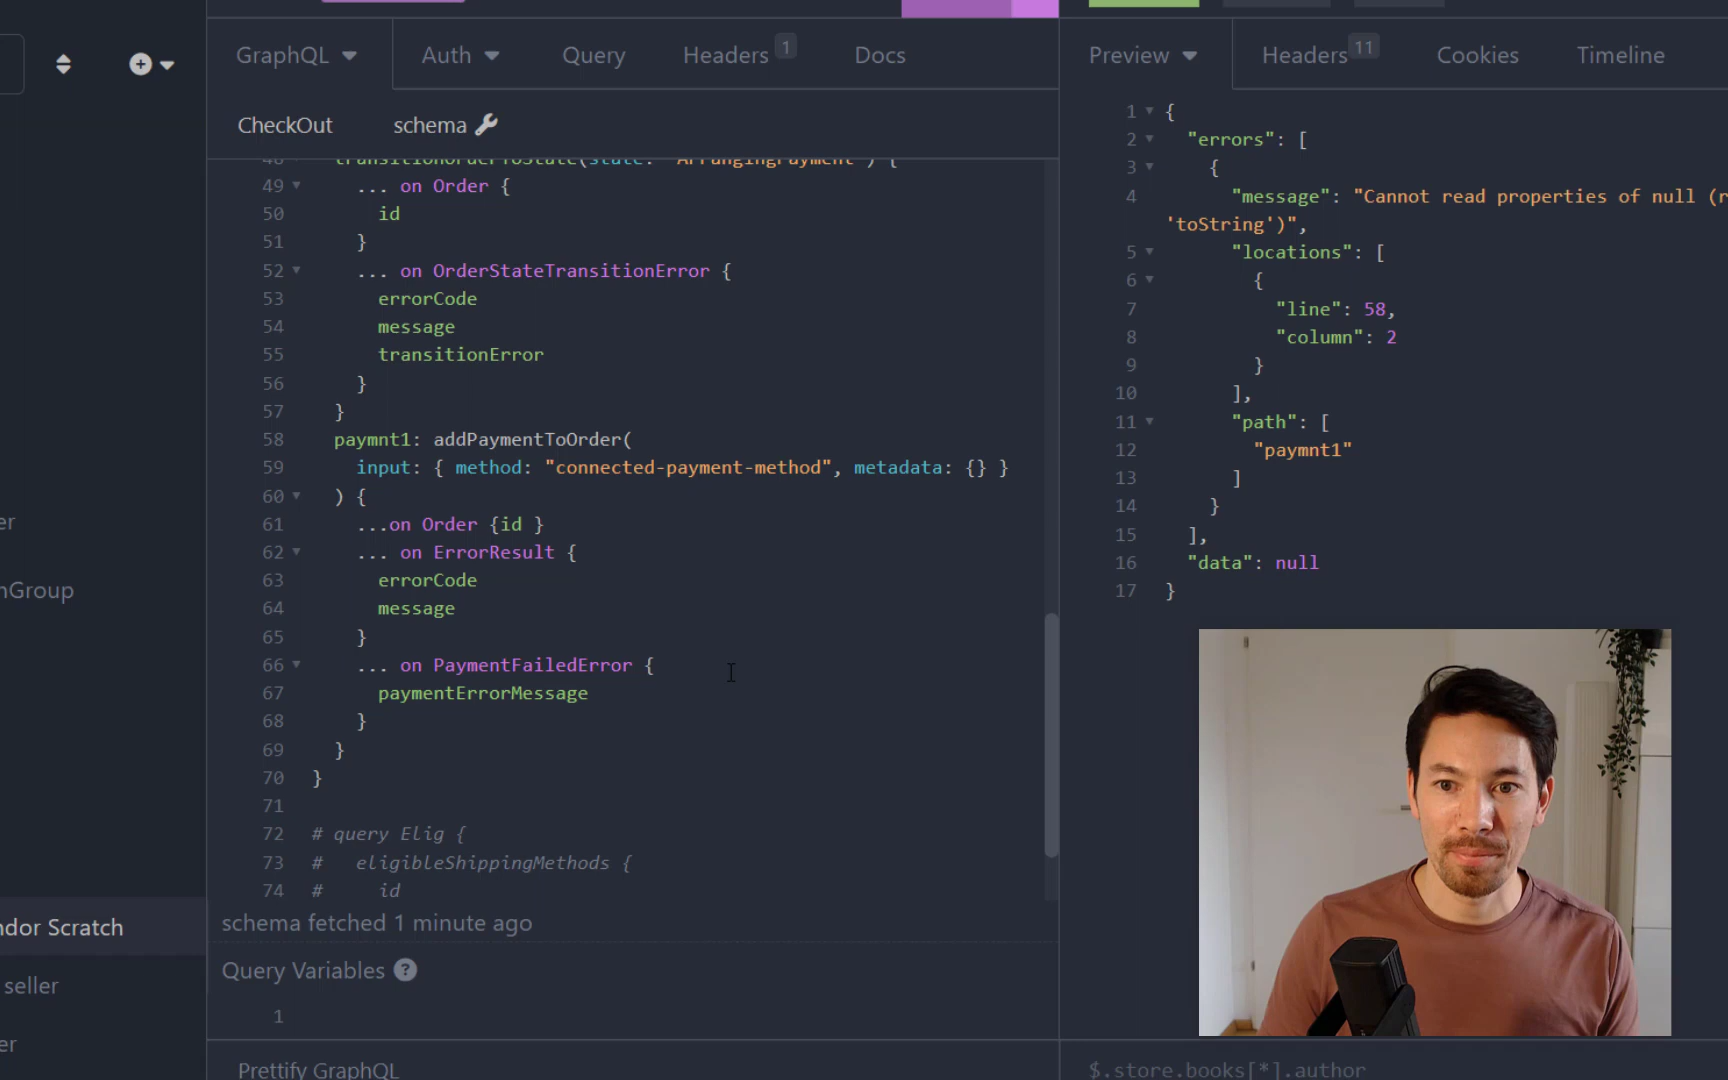 GraphQL
Auth
Query
Headers 1
Docs
Preview
Headers 11
Cookies
Timeline
CheckOut
schema
48 transitionOrderToState(state: "ArrangingPayment") {
49 ... on Order {
50 id
51 }
52 ... on OrderStateTransitionError {
53 errorCode
54 message
55 transitionError
56 }
57 }
58 paymnt1: addPaymentToOrder(
59 input: { method: "connected-payment-method", metadata: {} }
60 ) {
61 ...on Order {id }
62 ... on ErrorResult {
63 errorCode
64 message
65 }
66 ... on PaymentFailedError {
67 paymentErrorMessage
68 }
69 }
70 }
71
72 # query Elig {
73 # eligibleShippingMethods {
74 # id
schema fetched 1 minute ago
Query Variables ?
1
Prettify GraphQL
1 {
2 "errors": [
3 {
4 "message": "Cannot read properties of null (r
'toString')",
5 "locations": [
6 {
7 "line": 58,
8 "column": 2
9 }
10 ],
11 "path": [
12 "paymnt1"
13 ]
14 }
15 ],
16 "data": null
17 }
$.store.books[*].author
er
nGroup
ndor Scratch
seller
er